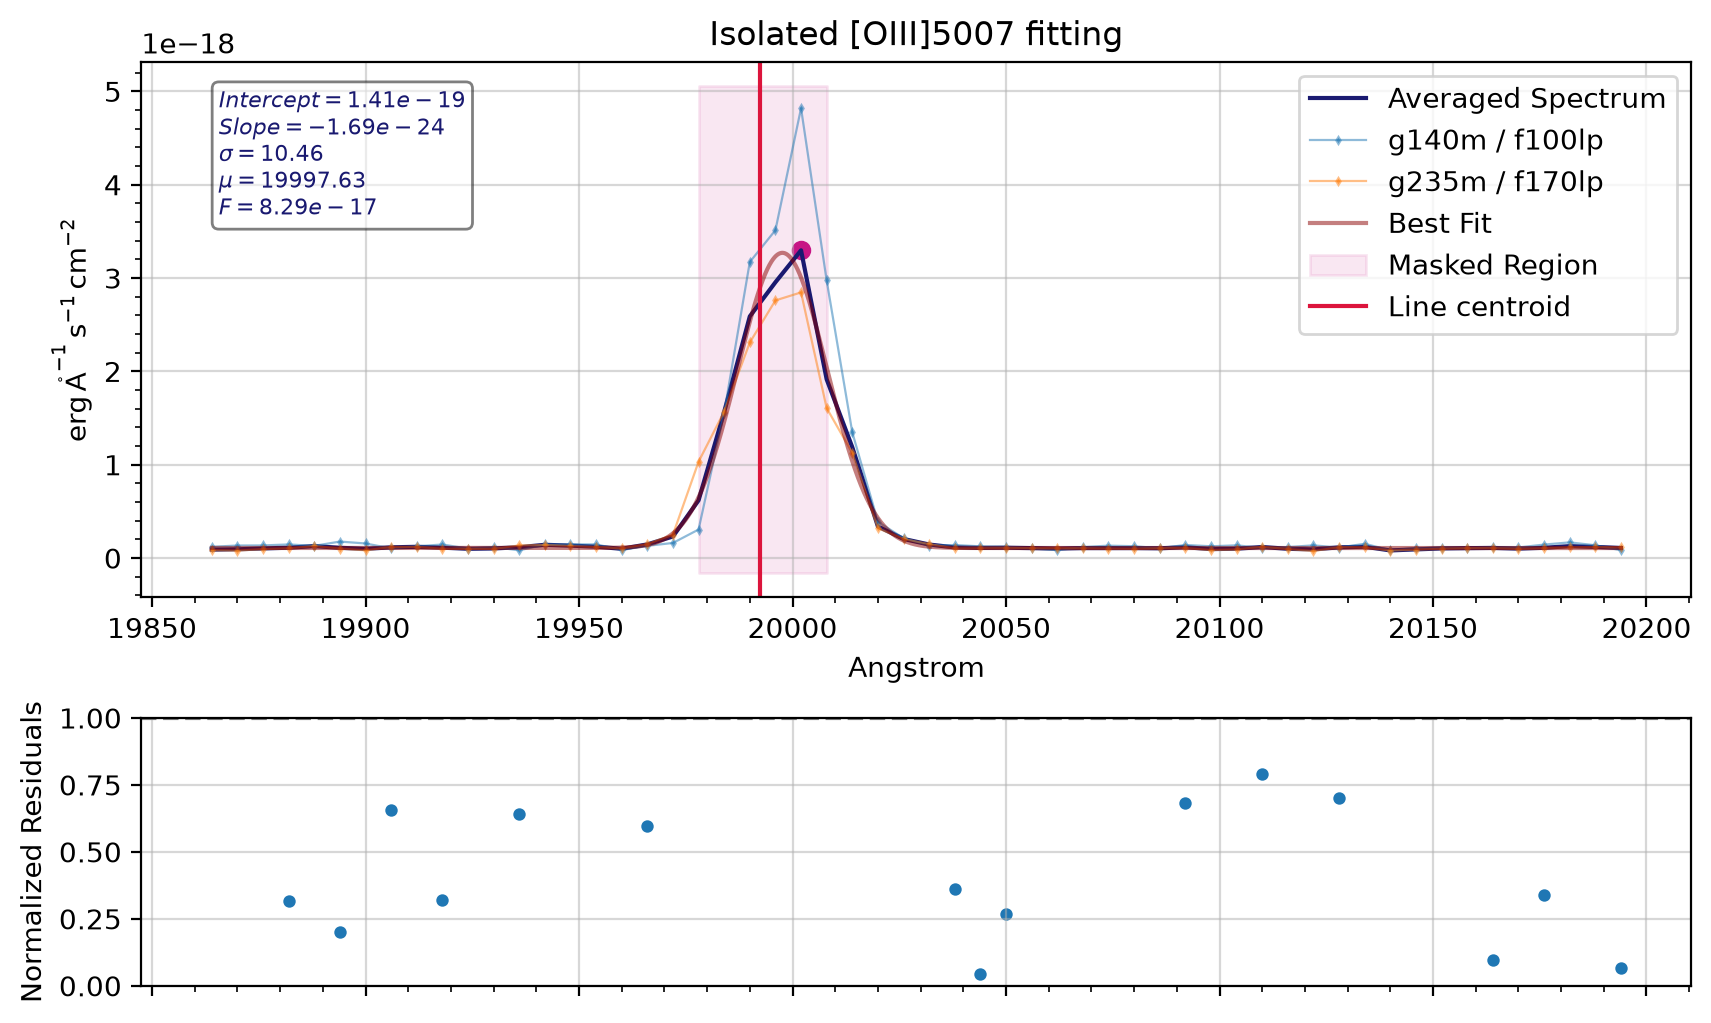 Isolated [OIII]5007 fitting
1e−18
Intercept = 1.41e − 19
Slope = −1.69e − 24
σ = 10.46
μ = 19997.63
F = 8.29e − 17
Averaged Spectrum
g140m / f100lp
g235m / f170lp
Best Fit
Masked Region
Line centroid
erg Å⁻¹ s⁻¹ cm⁻²
5
4
3
2
1
0
19850 19900 19950 20000 20050 20100 20150 20200
Angstrom
Normalized Residuals
1.00
0.75
0.50
0.25
0.00